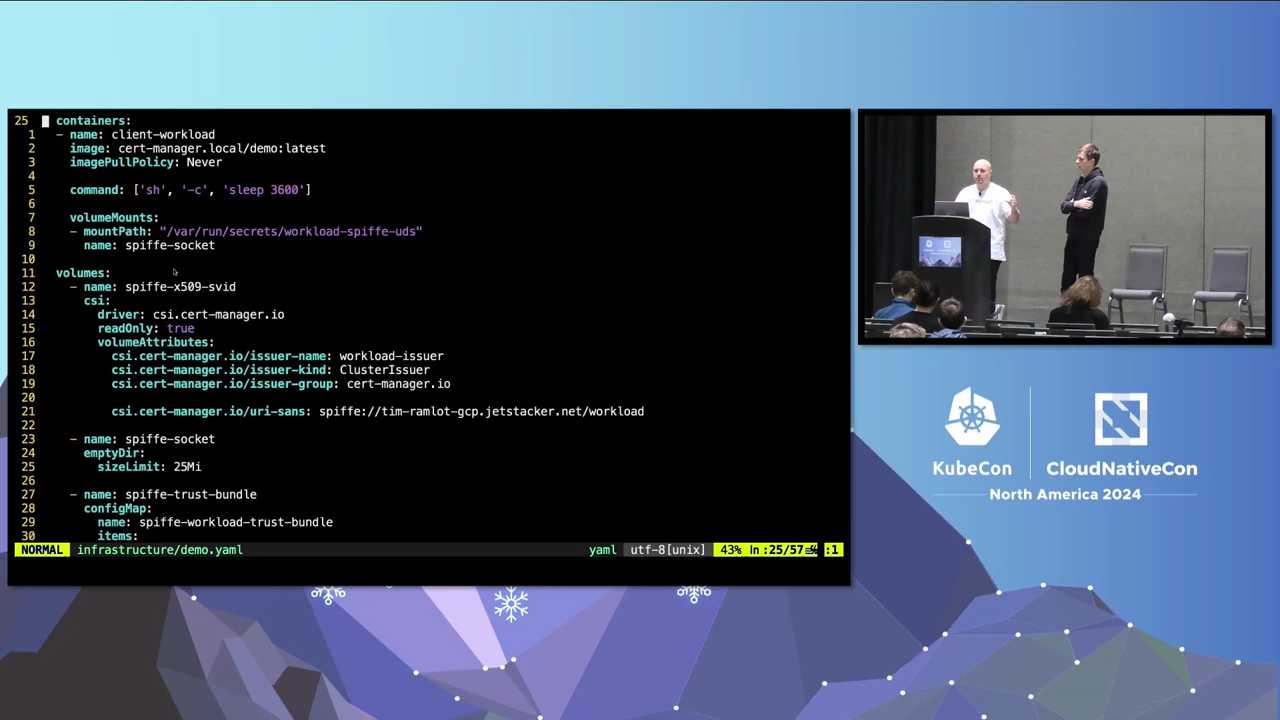 25 containers:
1 - name: client-workload
2 image: cert-manager.local/demo:latest
3 imagePullPolicy: Never
4
5 command: ['sh', '-c', 'sleep 3600']
6
7 volumeMounts:
8 - mountPath: "/var/run/secrets/workload-spiffe-uds"
9 name: spiffe-socket
10
11 volumes:
12 - name: spiffe-x509-svid
13 csi:
14 driver: csi.cert-manager.io
15 readOnly: true
16 volumeAttributes:
17 csi.cert-manager.io/issuer-name: workload-issuer
18 csi.cert-manager.io/issuer-kind: ClusterIssuer
19 csi.cert-manager.io/issuer-group: cert-manager.io
20
21 csi.cert-manager.io/uri-sans: spiffe://tim-ramlot-gcp.jetstacker.net/workload
22
23 - name: spiffe-socket
24 emptyDir:
25 sizeLimit: 25Mi
26
27 - name: spiffe-trust-bundle
28 configMap:
29 name: spiffe-workload-trust-bundle
30 items:
NORMAL infrastructure/demo.yaml yaml utf-8[unix] 43% ln :25/57 :1
KubeCon CloudNativeCon
North America 2024